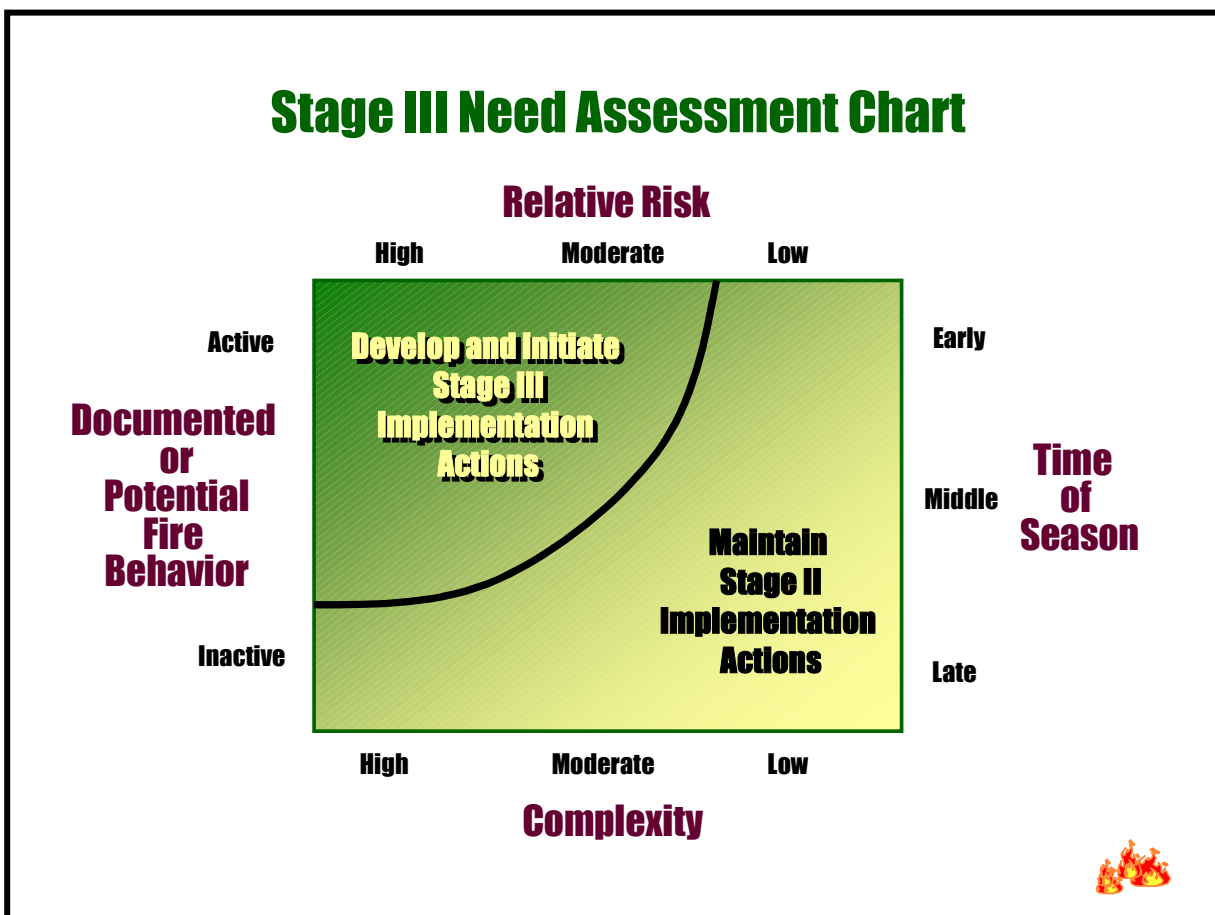 Stage III Need Assessment Chart
Relative Risk
High Moderate Low
Active
Documented
or
Potential
Fire
Behavior
Inactive
Develop and Initiate
Stage III
Implementation
Actions
Maintain
Stage II
Implementation
Actions
Early
Middle
Late
Time
of
Season
High Moderate Low
Complexity